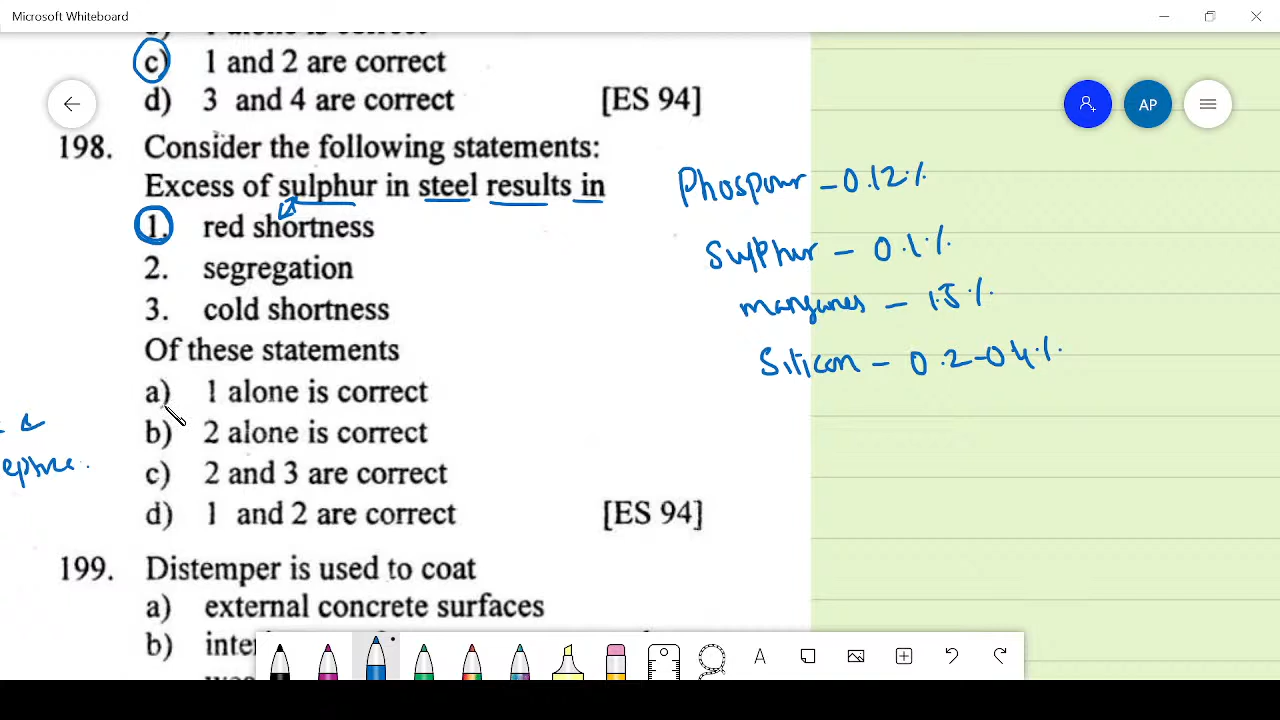 Microsoft Whiteboard
c) 1 and 2 are correct
d) 3 and 4 are correct [ES 94]
AP
198. Consider the following statements:
Excess of sulphur in steel results in
1. red shortness
2. segregation
3. cold shortness
Of these statements
a) 1 alone is correct
b) 2 alone is correct
c) 2 and 3 are correct
d) 1 and 2 are correct [ES 94]
199. Distemper is used to coat
a) external concrete surfaces
b)
Phospour - 0.12%
Sulphur - 0.1%
manganes - 1.5%
Silicon - 0.2-04%
&
A